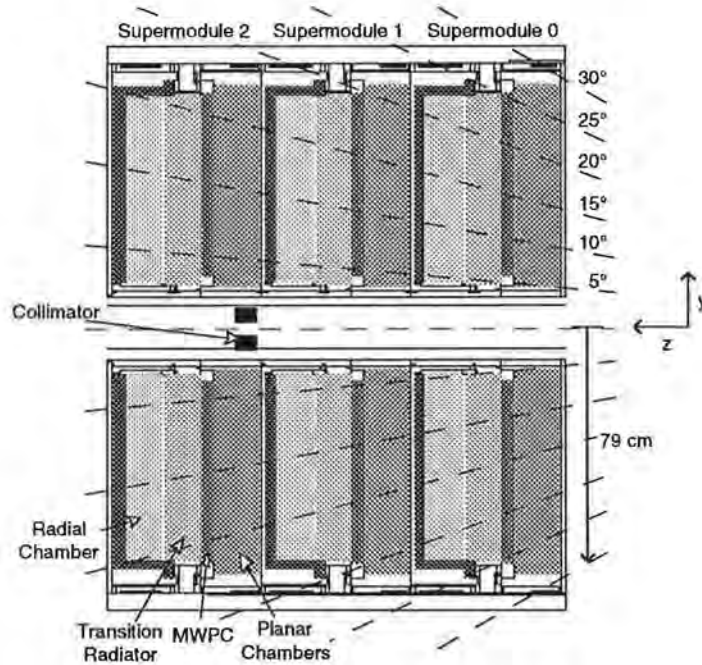 Supermodule 2 Supermodule 1 Supermodule 0
30°
25°
20°
15°
10°
5°
Collimator
y
z
79 cm
Radial
Chamber
Transition
Radiator
MWPC
Planar
Chambers